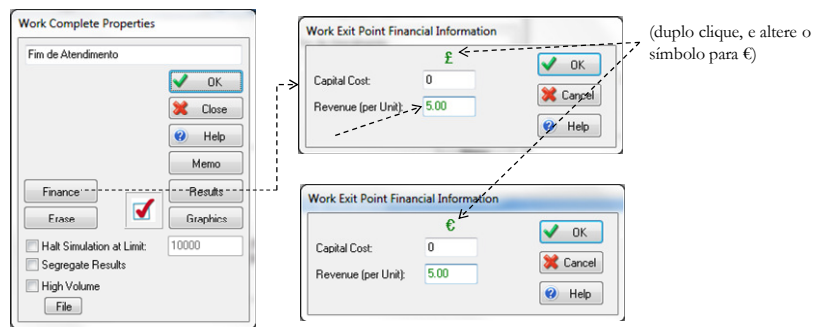 Work Complete Properties
Fim de Atendimento
OK
Close
Help
Memo
Finance
Results
Erase
Graphics
Halt Simulation at Limit:
10000
Segregate Results
High Volume
File
Work Exit Point Financial Information
£
Capital Cost:
0
Revenue (per Unit):
5.00
OK
Cancel
Help
(duplo clique, e altere o
símbolo para €)
Work Exit Point Financial Information
€
Capital Cost:
0
Revenue (per Unit):
5.00
OK
Cancel
Help